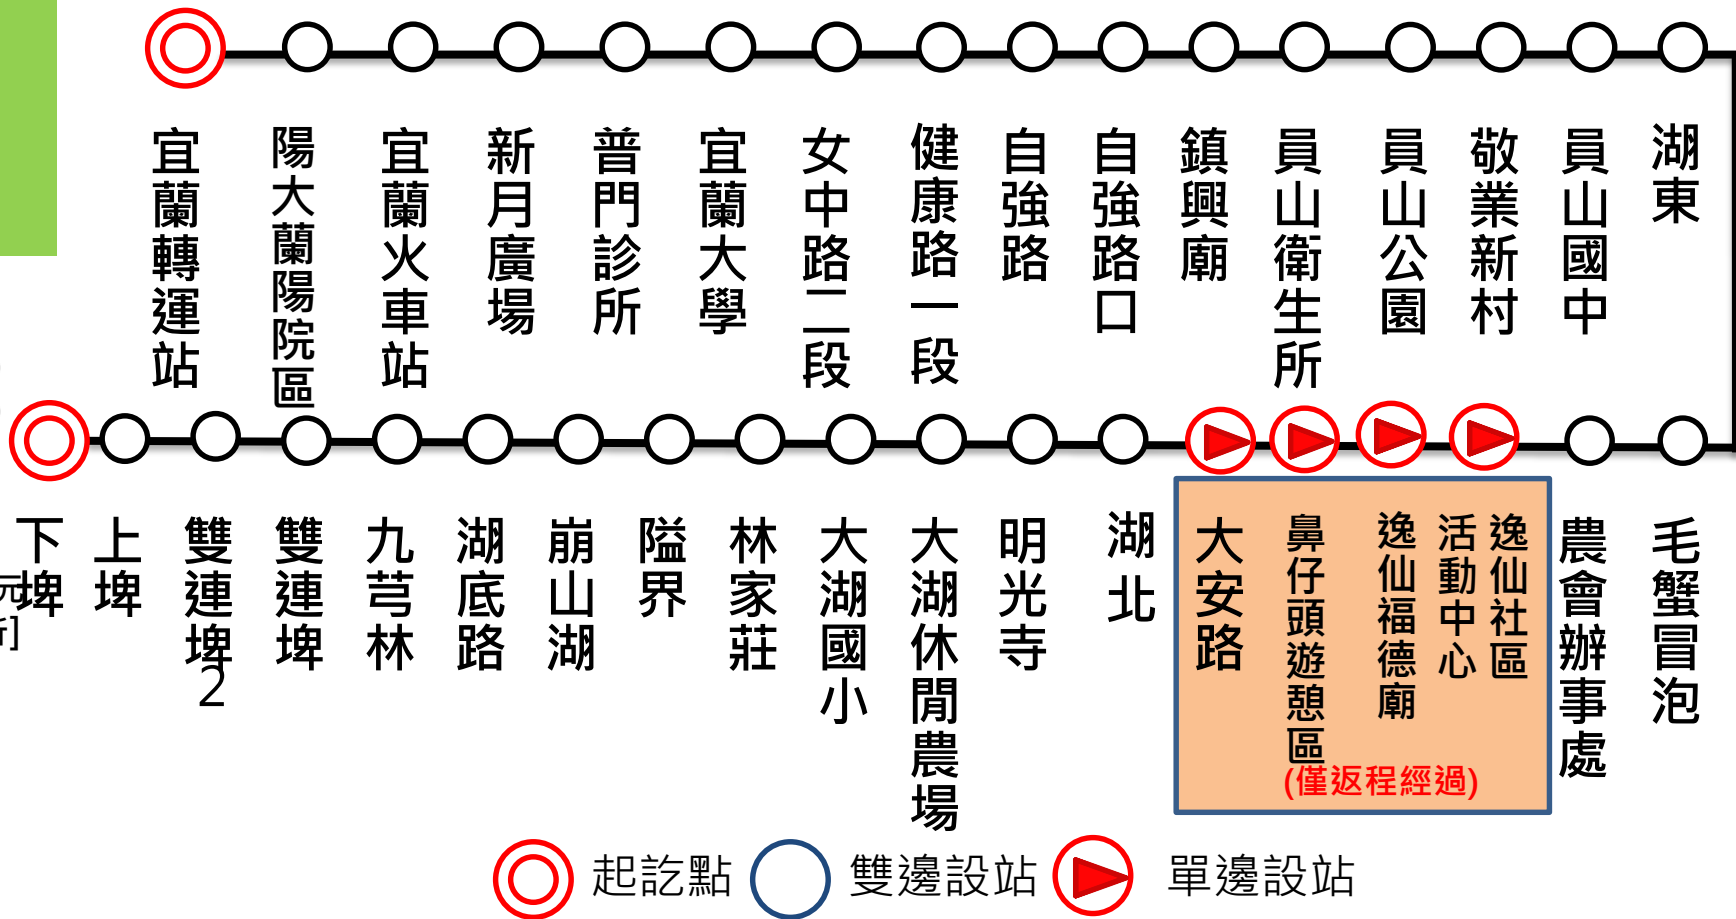 宜蘭轉運站
陽大蘭陽院區
宜蘭火車站
新月廣場
普門診所
宜蘭大學
女中路二段
健康路一段
自強路
自強路口
鎮興廟
員山衛生所
員山公園
敬業新村
員山國中
湖東
下埤
上埤
雙連埤2
雙連埤
九芎林
湖底路
崩山湖
隘界
林家莊
大湖國小
大湖休閒農場
明光寺
湖北
大安路
鼻仔頭遊憩區
逸仙福德廟
逸仙社區
活動中心
(僅返程經過)
農會辦事處
毛蟹冒泡
起訖點
雙邊設站
單邊設站